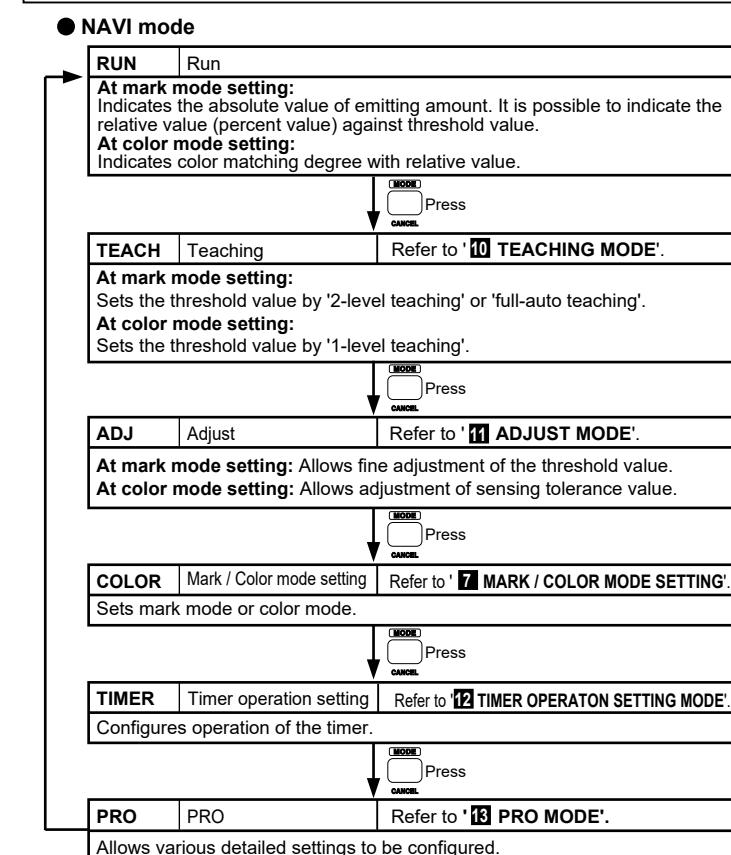 ● NAVI mode
RUN Run
At mark mode setting:
Indicates the absolute value of emitting amount. It is possible to indicate the
relative value (percent value) against threshold value.
At color mode setting:
Indicates color matching degree with relative value.
MODE
Press
CANCEL
TEACH Teaching Refer to '10 TEACHING MODE'.
At mark mode setting:
Sets the threshold value by '2-level teaching' or 'full-auto teaching'.
At color mode setting:
Sets the threshold value by '1-level teaching'.
MODE
Press
CANCEL
ADJ Adjust Refer to '11 ADJUST MODE'.
At mark mode setting: Allows fine adjustment of the threshold value.
At color mode setting: Allows adjustment of sensing tolerance value.
MODE
Press
CANCEL
COLOR Mark / Color mode setting Refer to '7 MARK / COLOR MODE SETTING'.
Sets mark mode or color mode.
MODE
Press
CANCEL
TIMER Timer operation setting Refer to '12 TIMER OPERATON SETTING MODE'.
Configures operation of the timer.
MODE
Press
CANCEL
PRO PRO Refer to '13 PRO MODE'.
Allows various detailed settings to be configured.